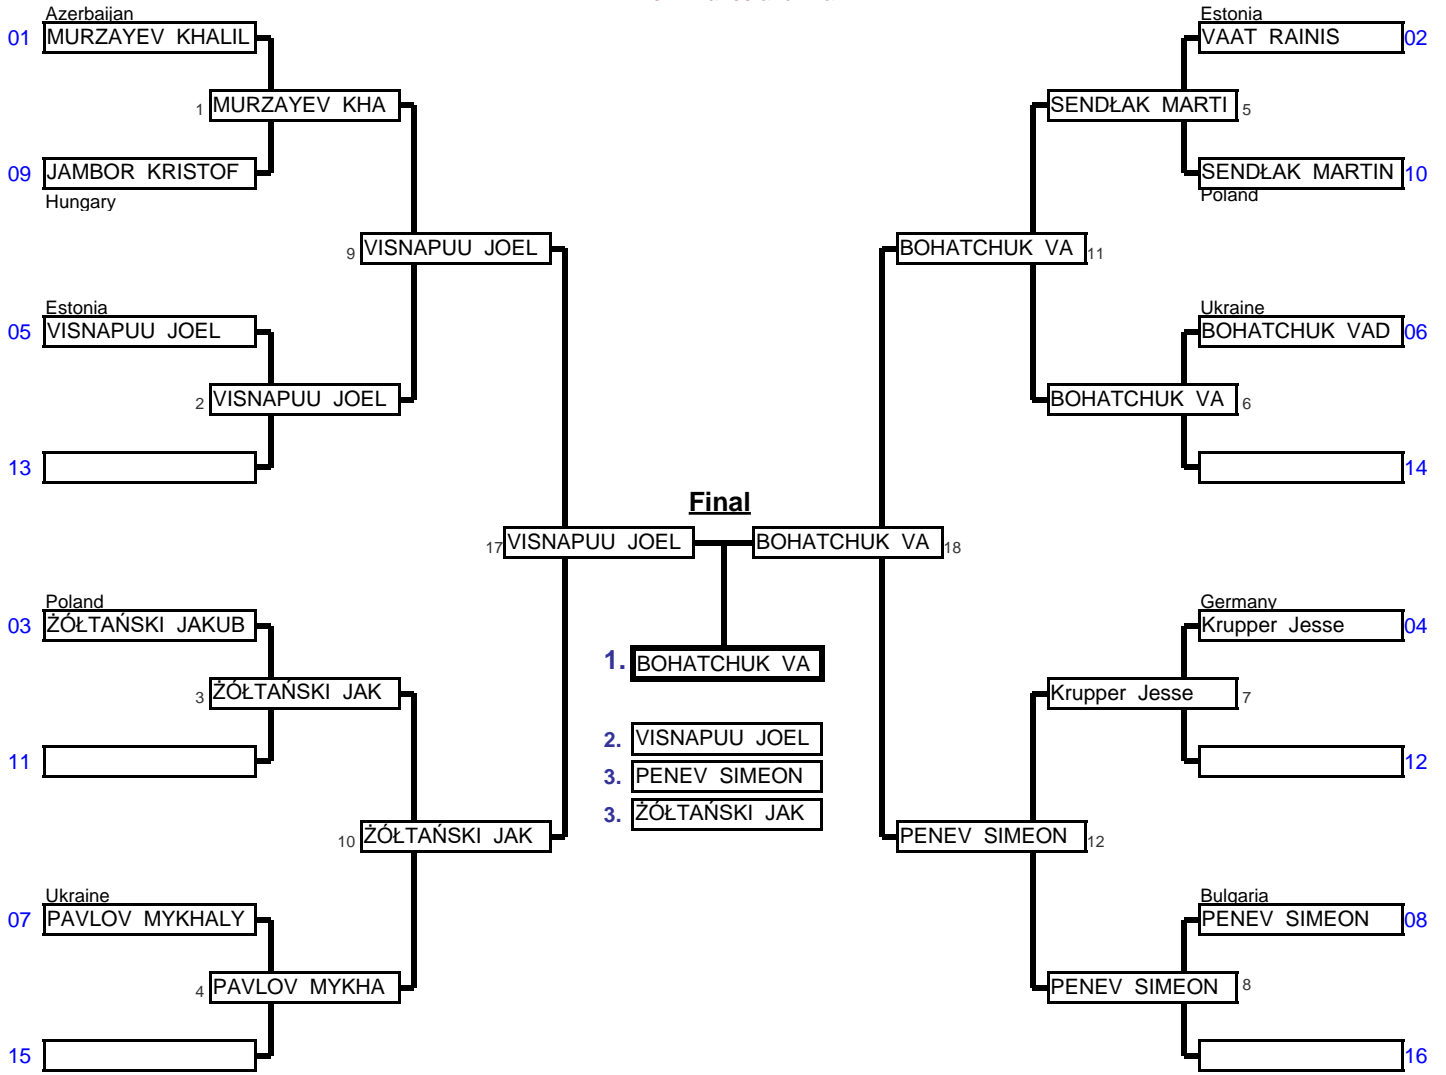 Azerbaijan
01 MURZAYEV KHALIL
1 MURZAYEV KHA
09 JAMBOR KRISTOF
Hungary
9 VISNAPUU JOEL
Estonia
05 VISNAPUU JOEL
2 VISNAPUU JOEL
13
17 VISNAPUU JOEL
Poland
03 ŻÓŁTAŃSKI JAKUB
3 ŻÓŁTAŃSKI JAK
11
10 ŻÓŁTAŃSKI JAK
Ukraine
07 PAVLOV MYKHALY
4 PAVLOV MYKHA
15
Final
1. BOHATCHUK VA
2. VISNAPUU JOEL
3. PENEV SIMEON
3. ŻÓŁTAŃSKI JAK
Estonia
VAAT RAINIS 02
SENDŁAK MARTI 5
SENDŁAK MARTIN 10
Poland
BOHATCHUK VA 11
Ukraine
BOHATCHUK VAD 06
BOHATCHUK VA 6
14
BOHATCHUK VA 18
Germany
Krupper Jesse 04
Krupper Jesse 7
12
PENEV SIMEON 12
Bulgaria
PENEV SIMEON 08
PENEV SIMEON 8
16